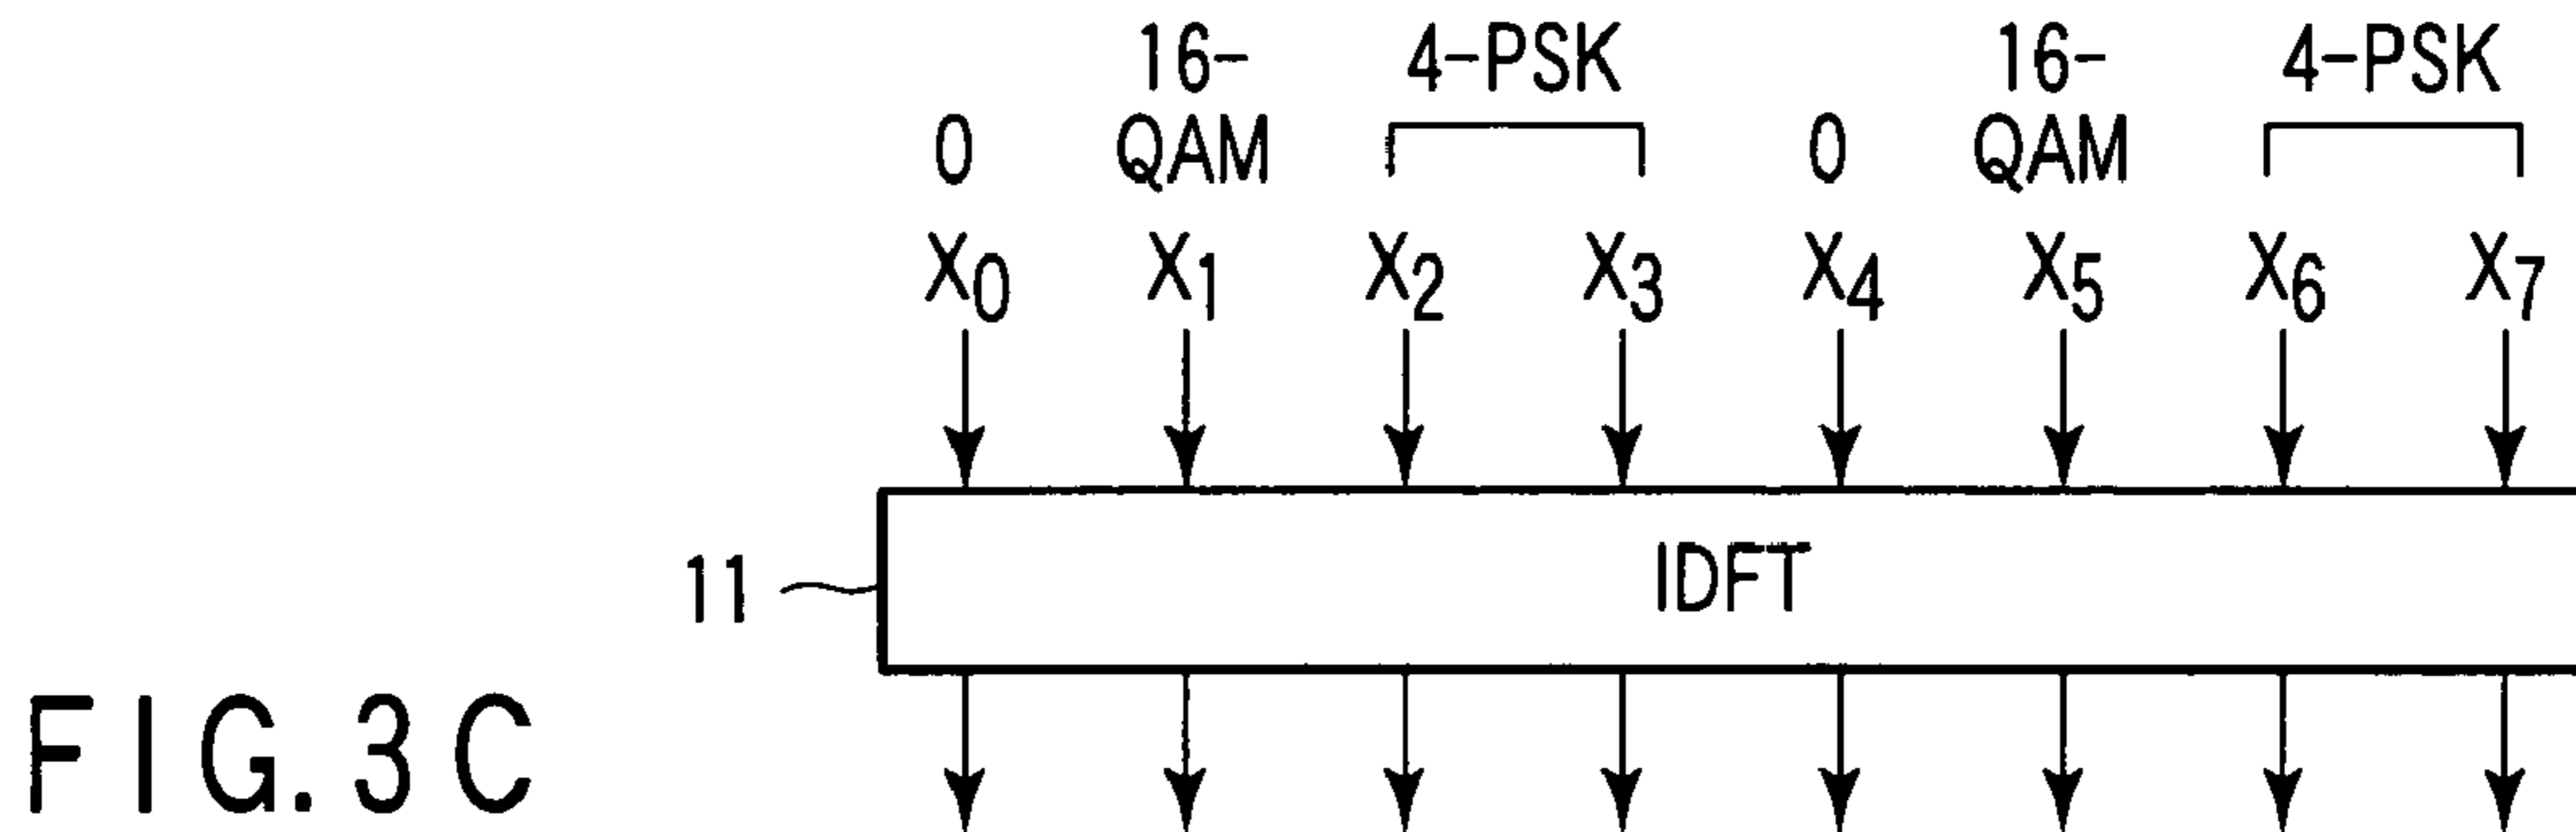 16- 4-PSK 16- 4-PSK
0 QAM 0 QAM
X0 X1 X2 X3 X4 X5 X6 X7
11 IDFT
FIG. 3C